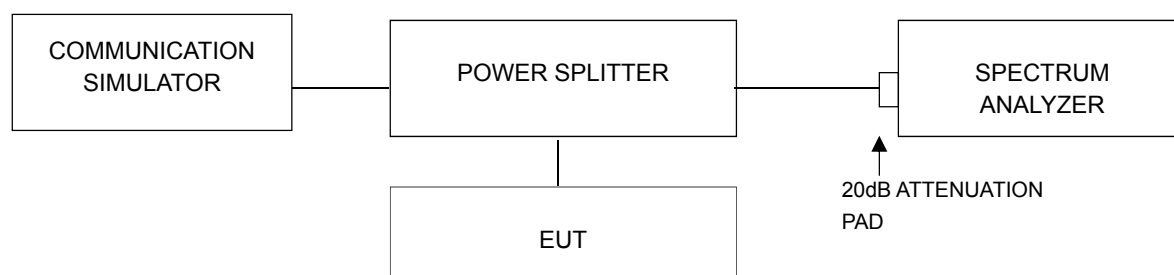 COMMUNICATION
SIMULATOR
POWER SPLITTER
SPECTRUM
ANALYZER
20dB ATTENUATION
PAD
EUT